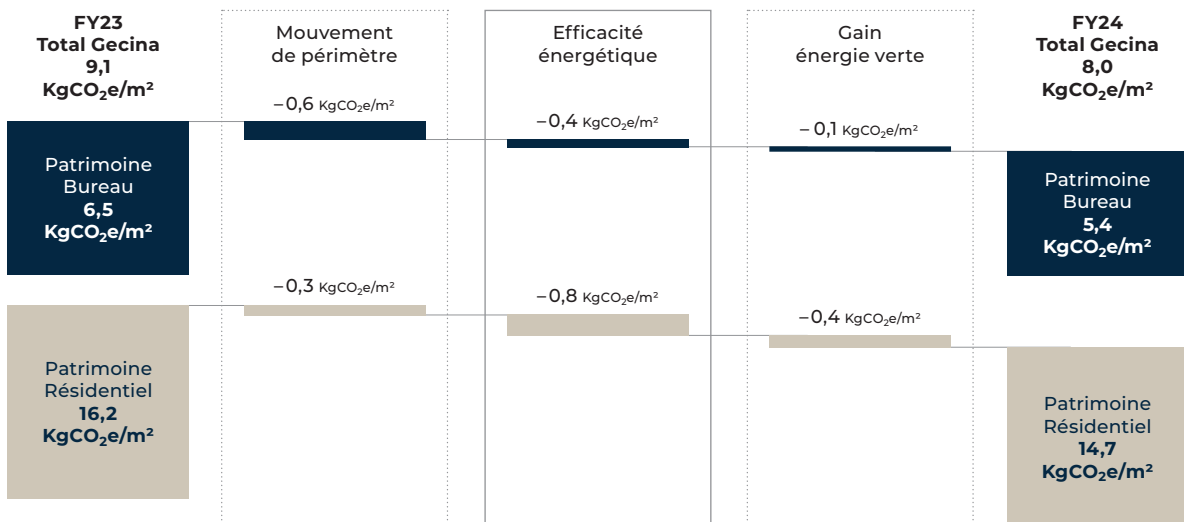 FY23
Total Gecina
9,1
KgCO₂e/m²
Mouvement
de périmètre
Efficacité
énergétique
Gain
énergie verte
FY24
Total Gecina
8,0
KgCO₂e/m²
−0,6 KgCO₂e/m²
−0,4 KgCO₂e/m²
−0,1 KgCO₂e/m²
Patrimoine
Bureau
6,5
KgCO₂e/m²
Patrimoine
Bureau
5,4
KgCO₂e/m²
−0,3 KgCO₂e/m²
−0,8 KgCO₂e/m²
−0,4 KgCO₂e/m²
Patrimoine
Résidentiel
16,2
KgCO₂e/m²
Patrimoine
Résidentiel
14,7
KgCO₂e/m²